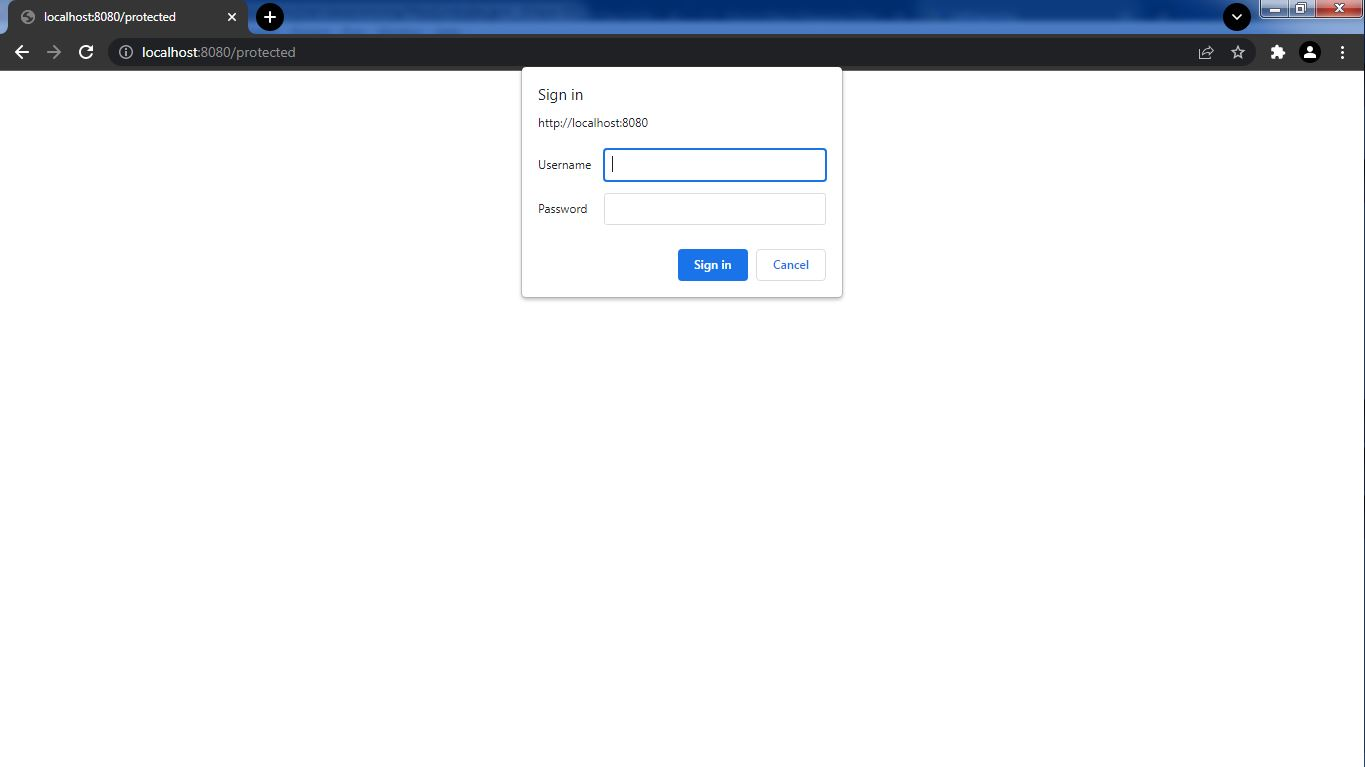 localhost:8080/protected
localhost:8080/protected
Sign in
http://localhost:8080
Username
Password
Sign in Cancel